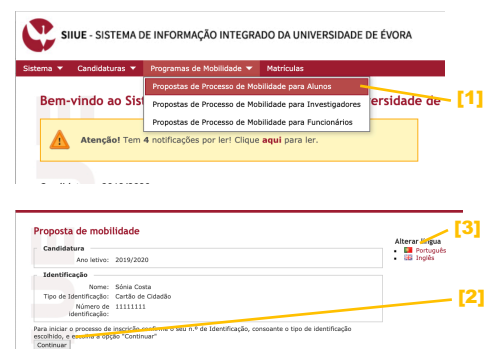 SIIUE - SISTEMA DE INFORMAÇÃO INTEGRADO DA UNIVERSIDADE DE ÉVORA
Sistema Candidaturas Programas de Mobilidade Matrículas
Propostas de Processo de Mobilidade para Alunos
[1]
Bem-vindo ao Sist
Propostas de Processo de Mobilidade para Investigadores
ersidade de
Propostas de Processo de Mobilidade para Funcionários
Atenção! Tem 4 notificações por ler! Clique aqui para ler.
Proposta de mobilidade
[3]
Alterar língua
Português
Inglês
Candidatura
Ano letivo: 2019/2020
Identificação
Nome: Sónia Costa
Tipo de Identificação: Cartão de Cidadão
[2]
Número de identificação: 11111111
Para iniciar o processo de inscrição confirme o seu n.º de Identificação, consoante o tipo de identificação
escolhido, e escolha a opção "Continuar"
Continuar